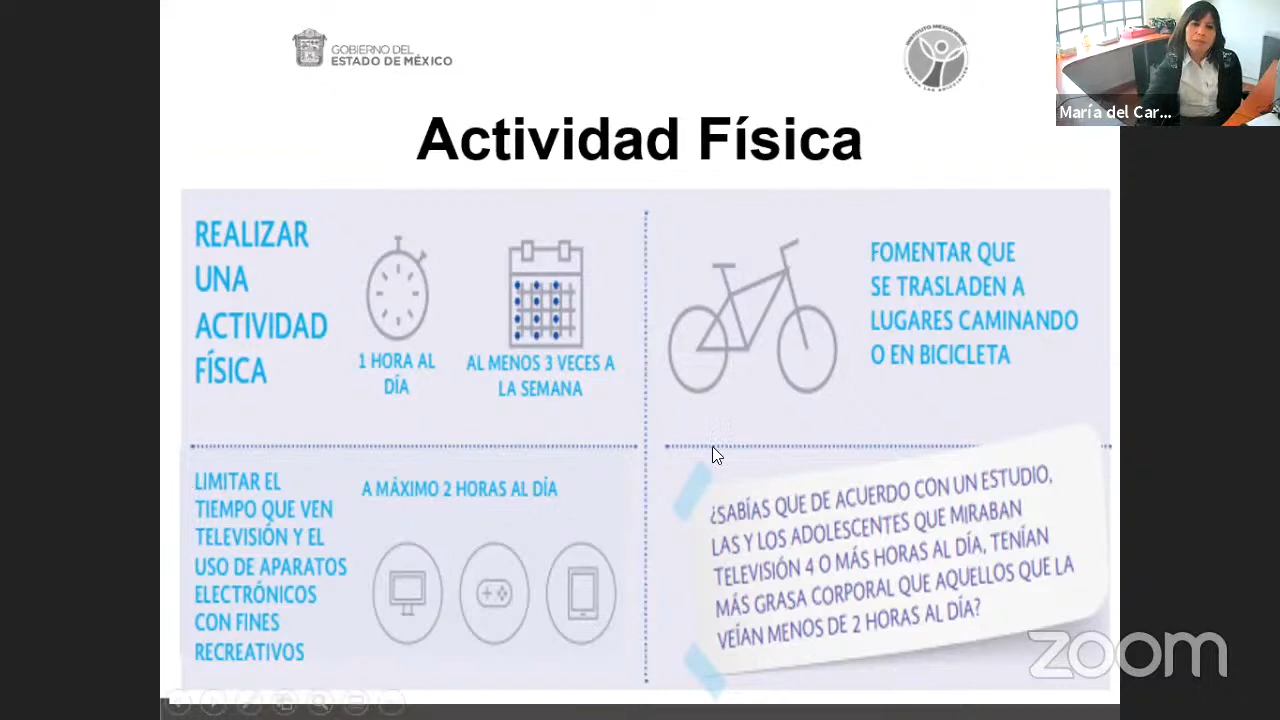 GOBIERNO DEL
ESTADO DE MÉXICO
María del Car...
Actividad Física
REALIZAR
UNA
ACTIVIDAD
FÍSICA
1 HORA AL
DÍA
AL MENOS 3 VECES A
LA SEMANA
FOMENTAR QUE
SE TRASLADEN A
LUGARES CAMINANDO
O EN BICICLETA
LIMITAR EL
TIEMPO QUE VEN
TELEVISIÓN Y EL
USO DE APARATOS
ELECTRÓNICOS
CON FINES
RECREATIVOS
A MÁXIMO 2 HORAS AL DÍA
¿SABÍAS QUE DE ACUERDO CON UN ESTUDIO,
LAS Y LOS ADOLESCENTES QUE MIRABAN
TELEVISIÓN 4 O MÁS HORAS AL DÍA, TENÍAN
MÁS GRASA CORPORAL QUE AQUELLOS QUE LA
VEÍAN MENOS DE 2 HORAS AL DÍA?
zoom